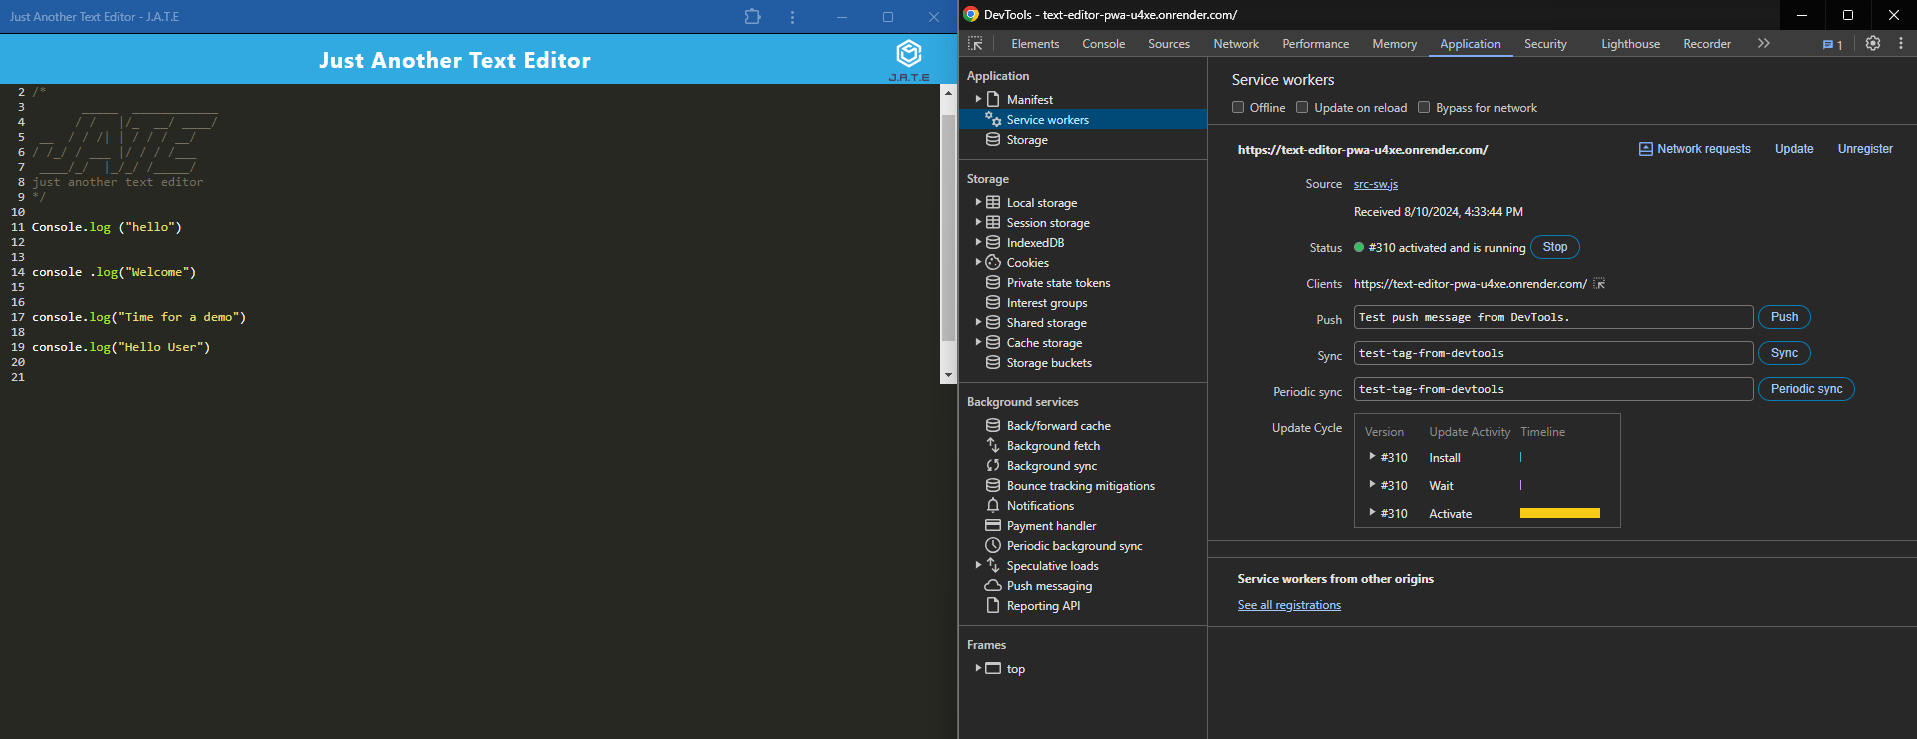 Just Another Text Editor - J.A.T.E
Just Another Text Editor
J.A.T.E
2 /*
3
4
5
6
7
8 just another text editor
9 */
10
11 Console.log ("hello")
12
13
14 console .log("Welcome")
15
16
17 console.log("Time for a demo")
18
19 console.log("Hello User")
20
21
DevTools - text-editor-pwa-u4xe.onrender.com/
Elements Console Sources Network Performance Memory Application Security Lighthouse Recorder 1
Application
Manifest
Service workers
Storage
Storage
Local storage
Session storage
IndexedDB
Cookies
Private state tokens
Interest groups
Shared storage
Cache storage
Storage buckets
Background services
Back/forward cache
Background fetch
Background sync
Bounce tracking mitigations
Notifications
Payment handler
Periodic background sync
Speculative loads
Push messaging
Reporting API
Frames
top
Service workers
Offline Update on reload Bypass for network
https://text-editor-pwa-u4xe.onrender.com/ Network requests Update Unregister
Source src-sw.js
Received 8/10/2024, 4:33:44 PM
Status #310 activated and is running Stop
Clients https://text-editor-pwa-u4xe.onrender.com/
Push Test push message from DevTools. Push
Sync test-tag-from-devtools Sync
Periodic sync test-tag-from-devtools Periodic sync
Update Cycle Version Update Activity Timeline
#310 Install
#310 Wait
#310 Activate
Service workers from other origins
See all registrations